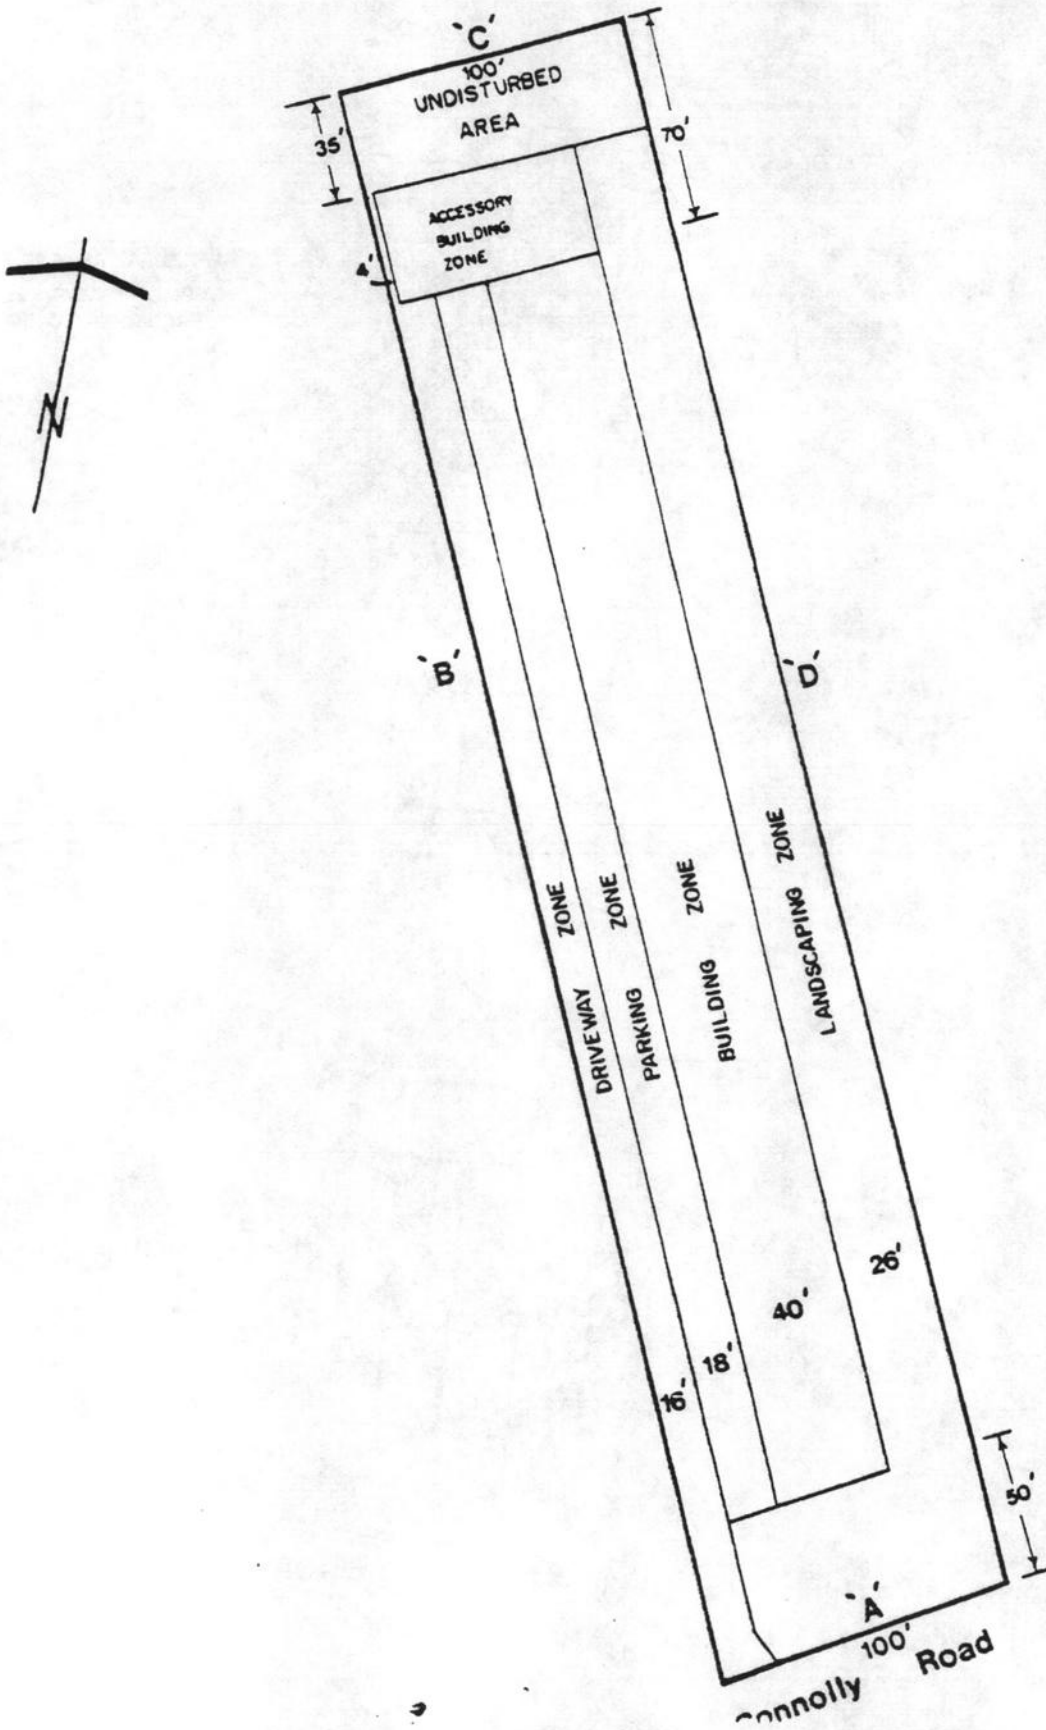 'C'
100'
UNDISTURBED
AREA
35'
70'
ACCESSORY
BUILDING
ZONE
4'
N
'B'
'D'
DRIVEWAY ZONE
PARKING ZONE
BUILDING ZONE
LANDSCAPING ZONE
26'
40'
18'
16'
50'
'A'
100'
Connolly Road